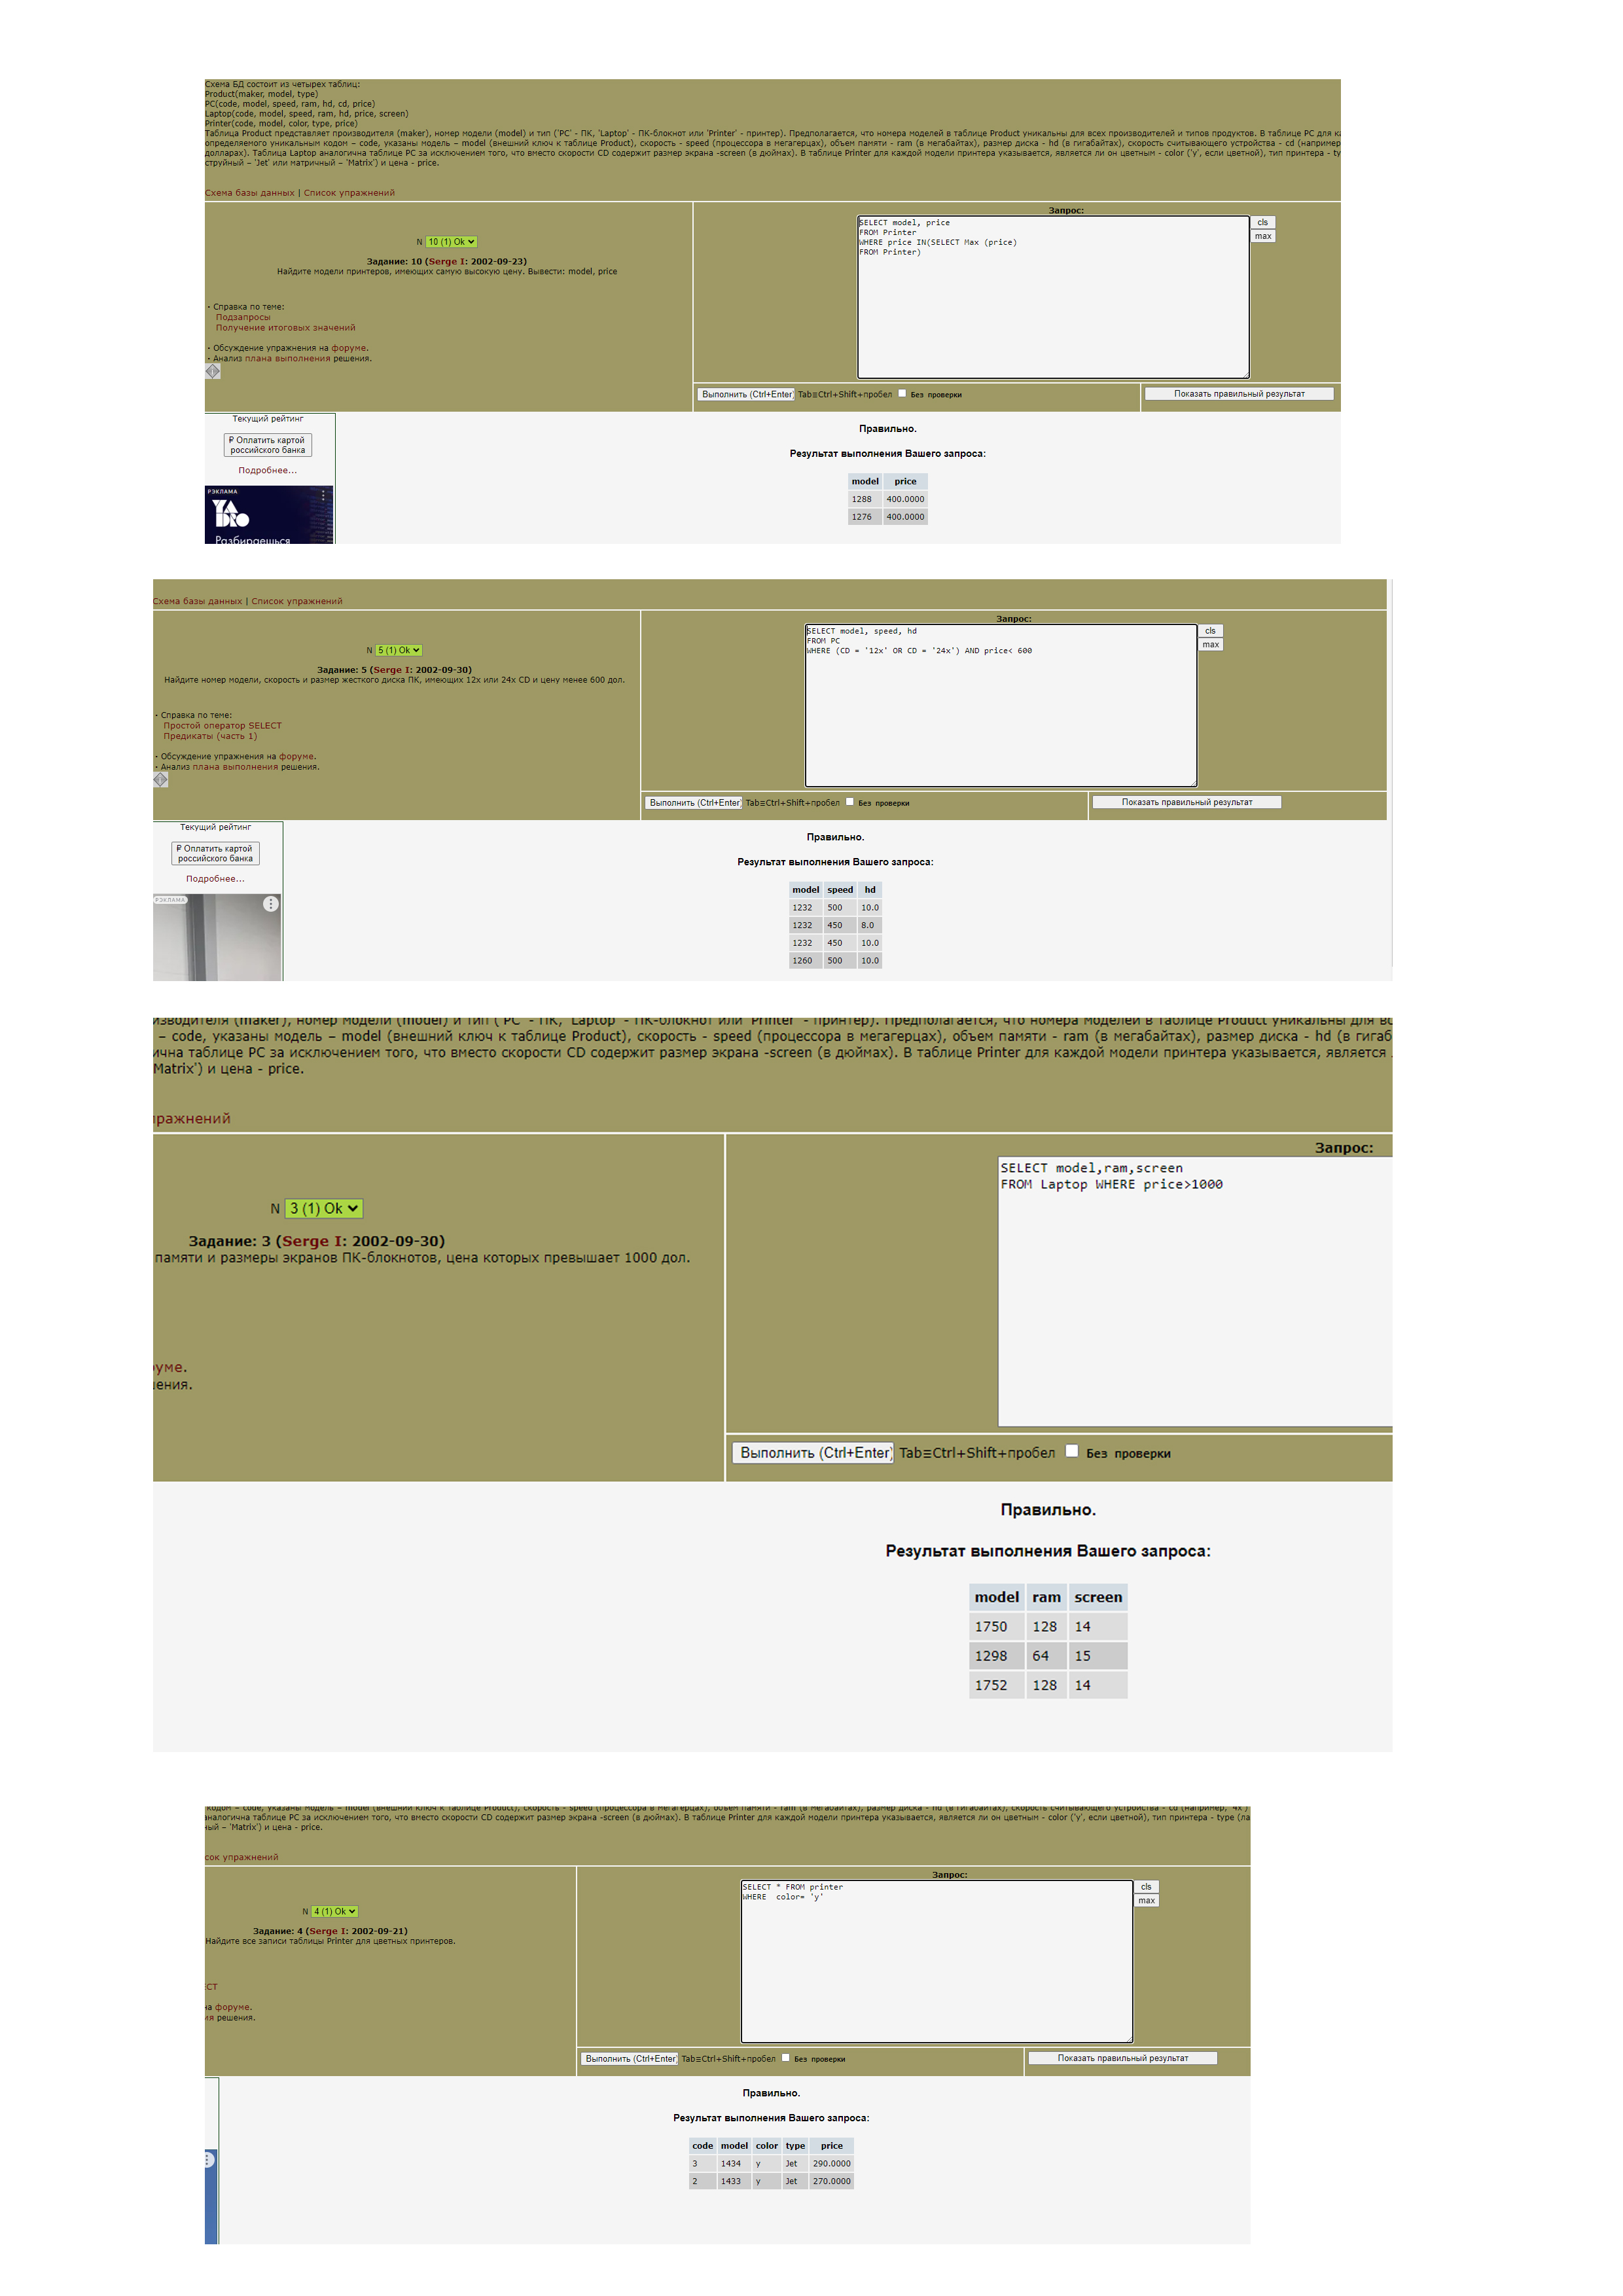 Схема БД состоит из четырех таблиц:
Product(maker, model, type)
PC(code, model, speed, ram, hd, cd, price)
Laptop(code, model, speed, ram, hd, price, screen)
Printer(code, model, color, type, price)
Таблица Product представляет производителя (maker), номер модели (model) и тип ('PC' - ПК, 'Laptop' - ПК-блокнот или 'Printer' - принтер). Предполагается, что номера моделей в таблице Product уникальны для всех производителей и типов продуктов. В таблице PC для
определяемого уникальным кодом – code, указаны модель – model (внешний ключ к таблице Product), скорость - speed (процессора в мегагерцах), объем памяти - ram (в мегабайтах), размер диска - hd (в гигабайтах), скорость считывающего устройства - cd (например
долларах). Таблица Laptop аналогична таблице PC за исключением того, что вместо скорости CD содержит размер экрана -screen (в дюймах). В таблице Printer для каждой модели принтера указывается, является ли он цветным - color ('y', если цветной), тип принтера -
струйный – 'Jet' или матричный – 'Matrix') и цена - price.
Схема базы данных | Список упражнений
N 10 (1) Ok
Задание: 10 (Serge I: 2002-09-23)
Найдите модели принтеров, имеющих самую высокую цену. Вывести: model, price
• Справка по теме:
Подзапросы
Получение итоговых значений
• Обсуждение упражнения на форуме.
• Анализ плана выполнения решения.
Запрос:
SELECT model, price
FROM Printer
WHERE price IN(SELECT Max (price)
FROM Printer)
cls
max
Выполнить (Ctrl+Enter) Tab≡Ctrl+Shift+пробел Без проверки
Показать правильный результат
Текущий рейтинг
₽ Оплатить картой
российского банка
Подробнее...
РЭКЛАМА
YADRO
Разбираешься
Правильно.
Результат выполнения Вашего запроса:
model price
1288 400.0000
1276 400.0000
Схема базы данных | Список упражнений
N 5 (1) Ok
Задание: 5 (Serge I: 2002-09-30)
Найдите номер модели, скорость и размер жесткого диска ПК, имеющих 12x или 24x CD и цену менее 600 дол.
• Справка по теме:
Простой оператор SELECT
Предикаты (часть 1)
• Обсуждение упражнения на форуме.
• Анализ плана выполнения решения.
Запрос:
SELECT model, speed, hd
FROM PC
WHERE (CD = '12x' OR CD = '24x') AND price< 600
cls
max
Выполнить (Ctrl+Enter) Tab≡Ctrl+Shift+пробел Без проверки
Показать правильный результат
Текущий рейтинг
₽ Оплатить картой
российского банка
Подробнее...
РЭКЛАМА
Правильно.
Результат выполнения Вашего запроса:
model speed hd
1232 500 10.0
1232 450 8.0
1232 450 10.0
1260 500 10.0
изводителя (maker), номер модели (model) и тип ('PC' - ПК, 'Laptop' - ПК-блокнот или 'Printer' - принтер). Предполагается, что номера моделей в таблице Product уникальны для
– code, указаны модель – model (внешний ключ к таблице Product), скорость - speed (процессора в мегагерцах), объем памяти - ram (в мегабайтах), размер диска - hd (в гигаб
ична таблице PC за исключением того, что вместо скорости CD содержит размер экрана -screen (в дюймах). В таблице Printer для каждой модели принтера указывается, является
Matrix') и цена - price.
пражнений
N 3 (1) Ok
Задание: 3 (Serge I: 2002-09-30)
памяти и размеры экранов ПК-блокнотов, цена которых превышает 1000 дол.
уме.
ения.
Запрос:
SELECT model,ram,screen
FROM Laptop WHERE price>1000
Выполнить (Ctrl+Enter) Tab≡Ctrl+Shift+пробел Без проверки
Правильно.
Результат выполнения Вашего запроса:
model ram screen
1750 128 14
1298 64 15
1752 128 14
кодом – code, указаны модель – model (внешний ключ к таблице Product), скорость - speed (процессора в мегагерцах), объем памяти - ram (в мегабайтах), размер диска - hd (в гигабайтах), скорость считывающего устройства - cd (например, '4x')
аналогична таблице PC за исключением того, что вместо скорости CD содержит размер экрана -screen (в дюймах). В таблице Printer для каждой модели принтера указывается, является ли он цветным - color ('y', если цветной), тип принтера - type (ла
ный – 'Matrix') и цена - price.
сок упражнений
N 4 (1) Ok
Задание: 4 (Serge I: 2002-09-21)
Найдите все записи таблицы Printer для цветных принтеров.
ECT
на форуме.
ия решения.
Запрос:
SELECT * FROM printer
WHERE  color= 'y'
cls
max
Выполнить (Ctrl+Enter) Tab≡Ctrl+Shift+пробел Без проверки
Показать правильный результат
Правильно.
Результат выполнения Вашего запроса:
code model color type price
3 1434 y Jet 290.0000
2 1433 y Jet 270.0000